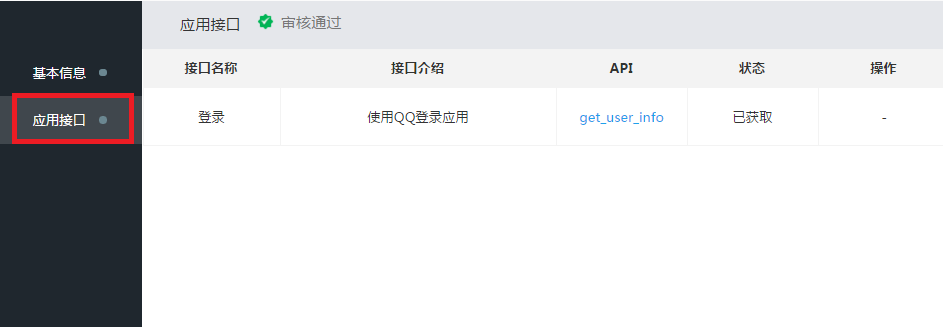 应用接口 审核通过
基本信息
应用接口
接口名称 接口介绍 API 状态 操作
登录 使用QQ登录应用 get_user_info 已获取 -